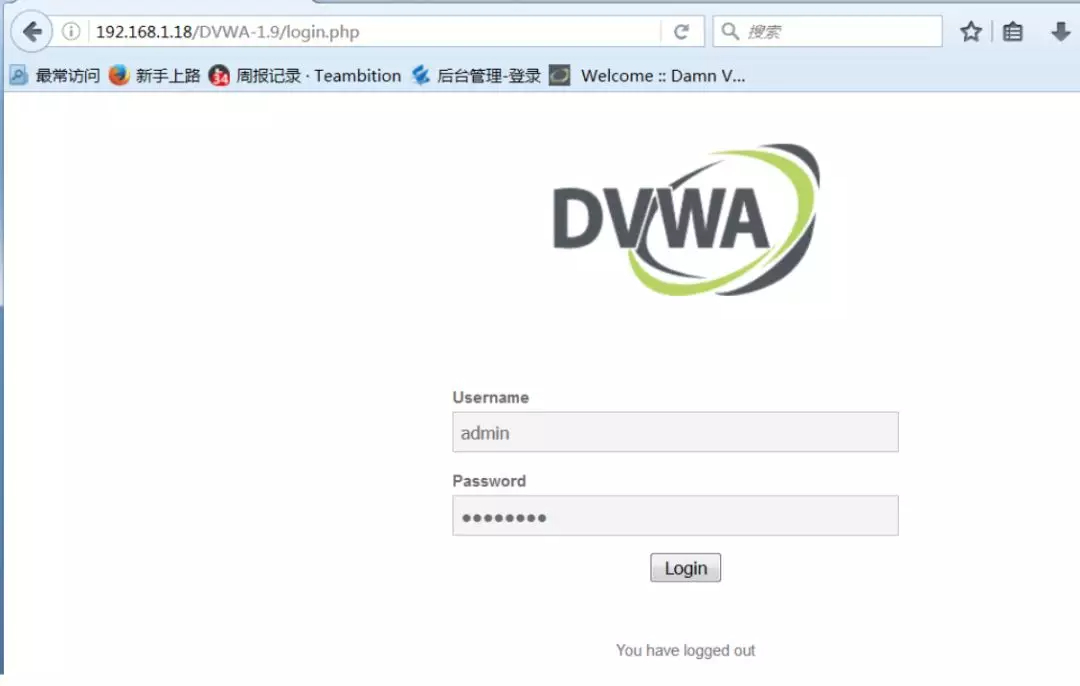 192.168.1.18/DVWA-1.9/login.php 搜索
最常访问 新手上路 34 周报记录 · Teambition 后台管理-登录 Welcome :: Damn V...
DVWA
Username
admin
Password
••••••••
Login
You have logged out